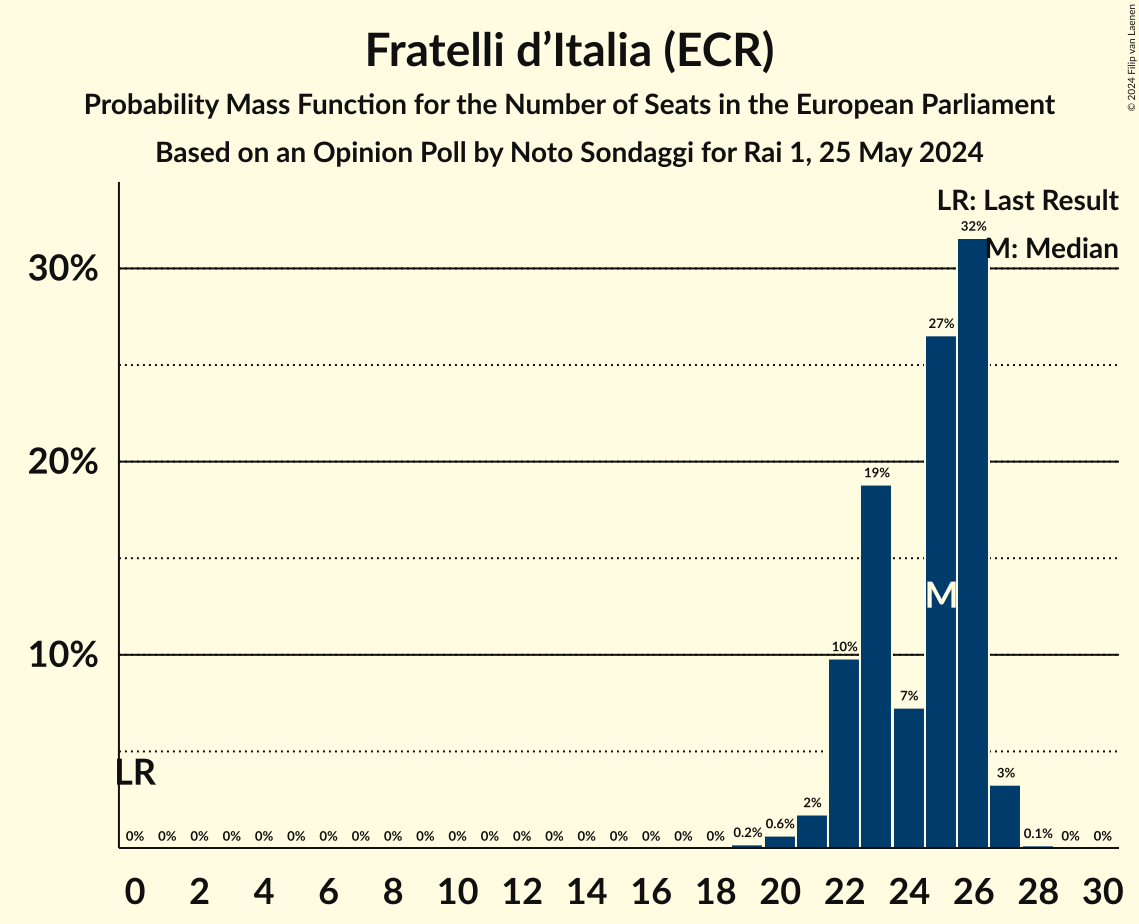 Fratelli d’Italia (ECR)
Probability Mass Function for the Number of Seats in the European Parliament
Based on an Opinion Poll by Noto Sondaggi for Rai 1, 25 May 2024
© 2024 Filip van Laenen
LR: Last Result
M: Median
30%
20%
10%
LR
M
0% 0% 0% 0% 0% 0% 0% 0% 0% 0% 0% 0% 0% 0% 0% 0% 0% 0% 0% 0.2% 0.6% 2% 10% 19% 7% 27% 32% 3% 0.1% 0% 0%
0 2 4 6 8 10 12 14 16 18 20 22 24 26 28 30